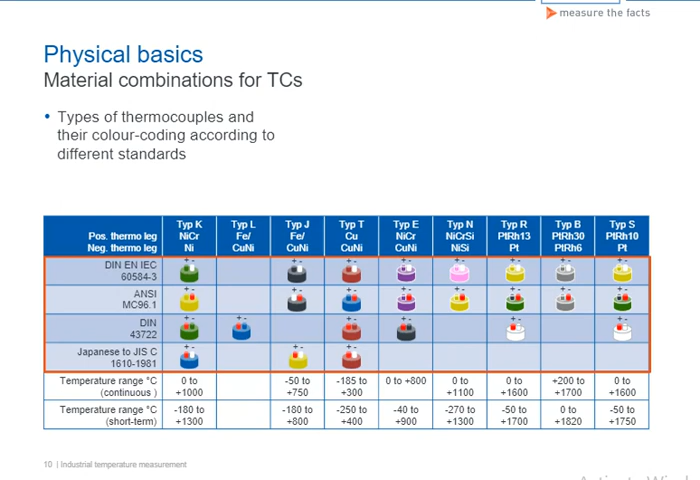 measure the facts
Physical basics
Material combinations for TCs
• Types of thermocouples and
their colour-coding according to
different standards
Pos. thermo leg
Neg. thermo leg
Typ K
NiCr
Ni
Typ L
Fe/
CuNi
Typ J
Fe/
CuNi
Typ T
Cu
CuNi
Typ E
NiCr
CuNi
Typ N
NiCrSi
NiSi
Typ R
PtRh13
Pt
Typ B
PtRh30
PtRh6
Typ S
PtRh10
Pt
DIN EN IEC
60584-3
+ - + - + - + - + - + - + - + -
ANSI
MC96.1
+ - + - + - + - + - + - + - + -
DIN
43722
+ - + - + - + - + - + -
Japanese to JIS C
1610-1981
+ - + - + -
Temperature range °C
(continuous )
0 to
+1000
-50 to
+750
-185 to
+300
0 to +800
0 to
+1100
0 to
+1600
+200 to
+1700
0 to
+1600
Temperature range °C
(short-term)
-180 to
+1300
-180 to
+800
-250 to
+400
-40 to
+900
-270 to
+1300
-50 to
+1700
0 to
+1820
-50 to
+1750
10 | Industrial temperature measurement